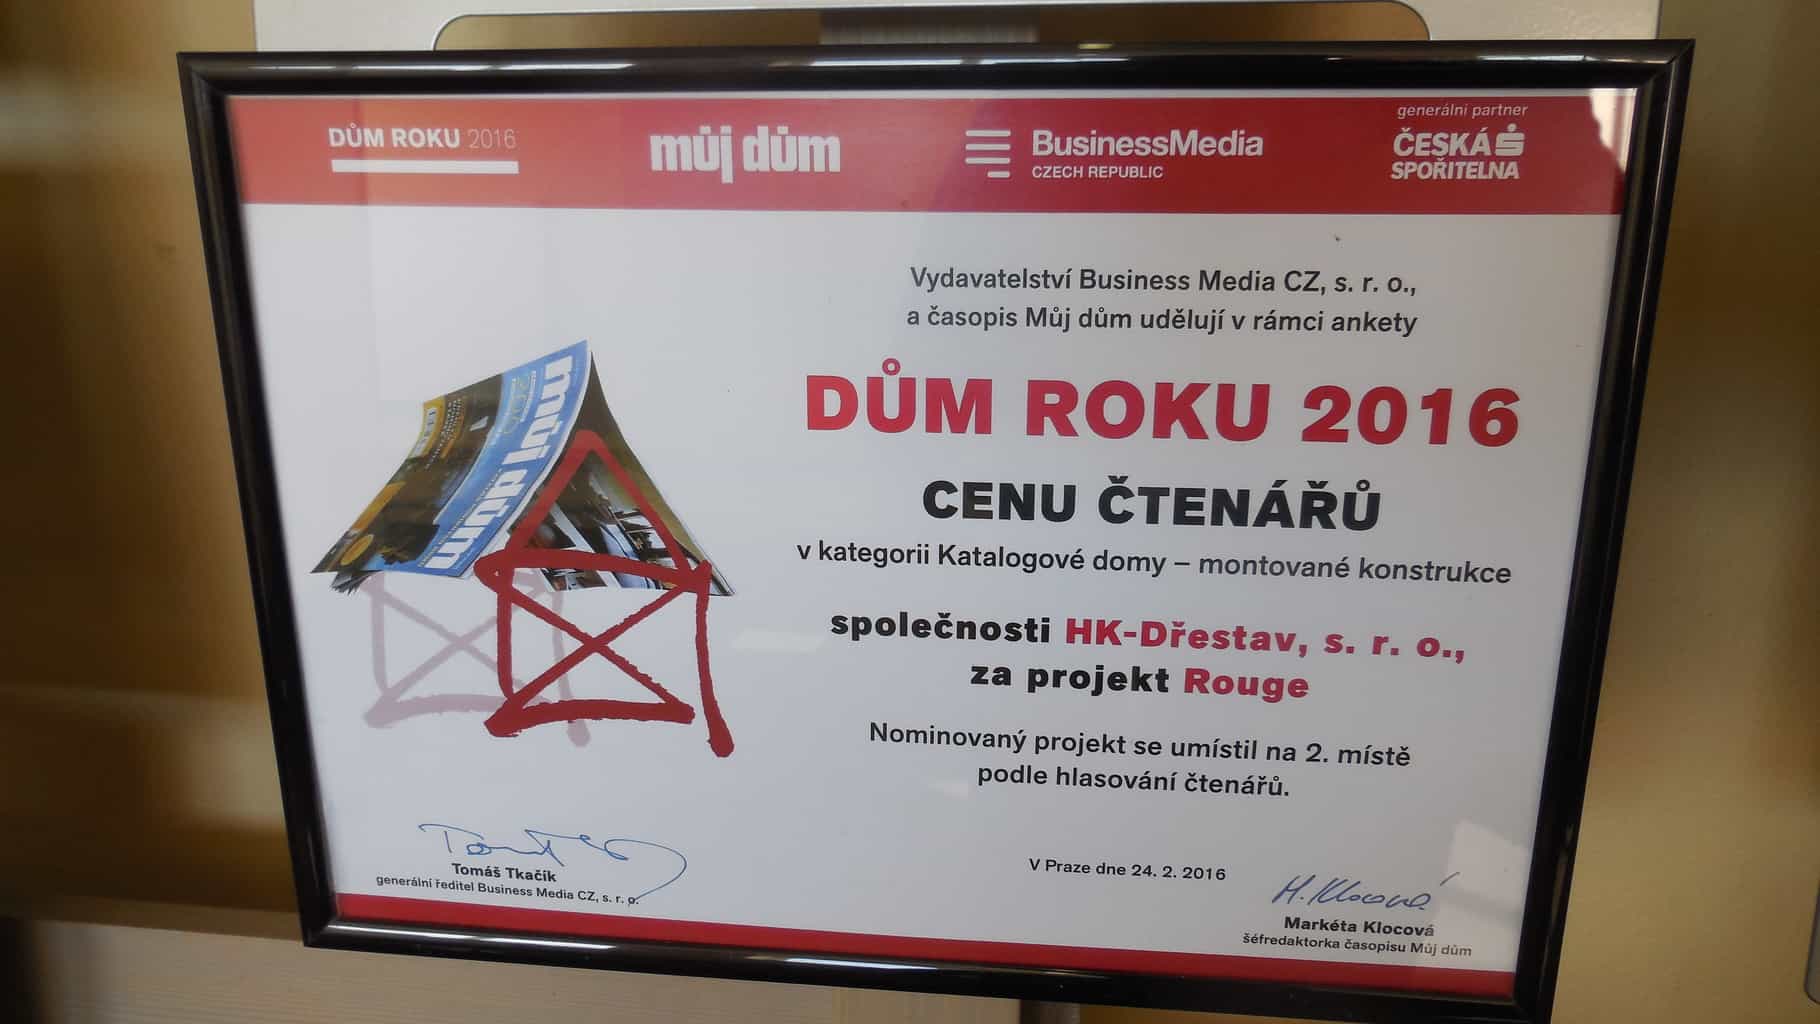 DŮM ROKU 2016
můj dům
BusinessMedia
CZECH REPUBLIC
generální partner
ČESKÁ
SPOŘITELNA
Vydavatelství Business Media CZ, s. r. o.,
a časopis Můj dům udělují v rámci ankety
DŮM ROKU 2016
CENU ČTENÁŘŮ
v kategorii Katalogové domy – montované konstrukce
společnosti HK-Dřestav, s. r. o.,
za projekt Rouge
Nominovaný projekt se umístil na 2. místě
podle hlasování čtenářů.
můj dům
V Praze dne 24. 2. 2016
Tomáš Tkačík
generální ředitel Business Media CZ, s. r. o.
M. Klocová
Markéta Klocová
šéfredaktorka časopisu Můj dům